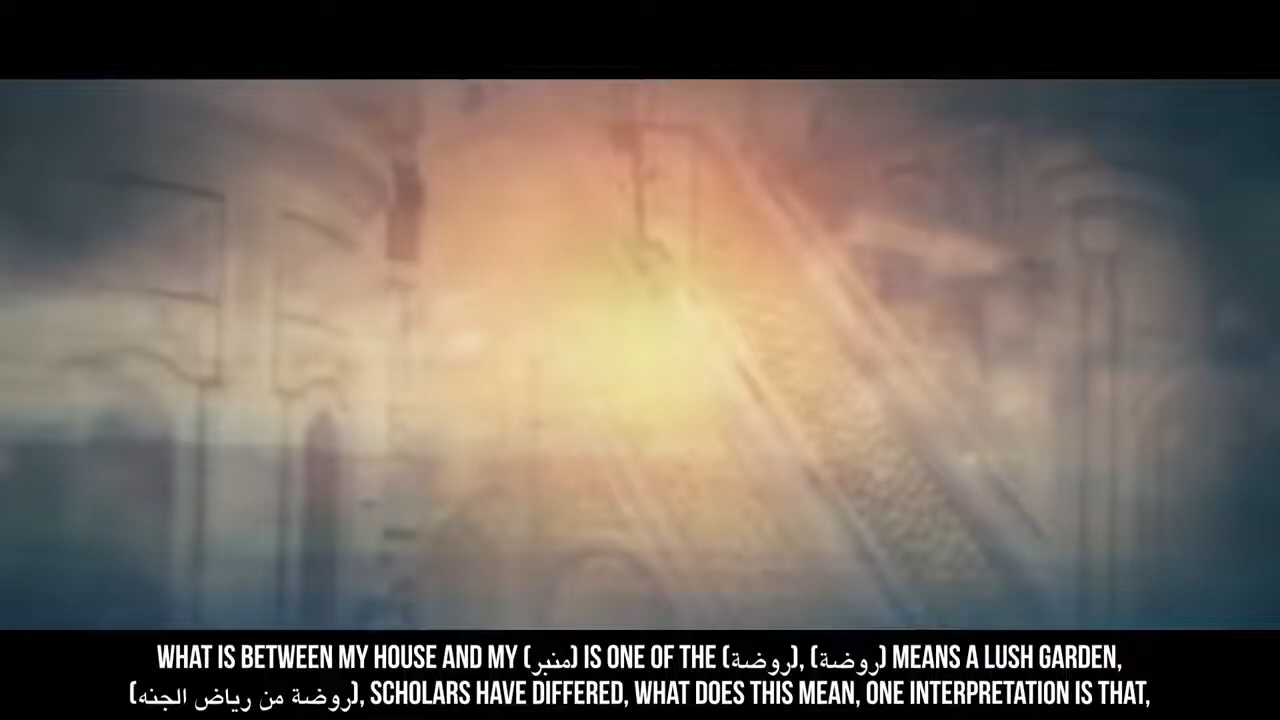 WHAT IS BETWEEN MY HOUSE AND MY (منبر) IS ONE OF THE (روضة), (روضة) MEANS A LUSH GARDEN,
(روضة من رياض الجنه), SCHOLARS HAVE DIFFERED, WHAT DOES THIS MEAN, ONE INTERPRETATION IS THAT,